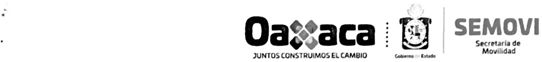 Oaxaca
JUNTOS CONSTRUIMOS EL CAMBIO
Gobierno del Estado
SEMOVI
Secretaría de
Movilidad